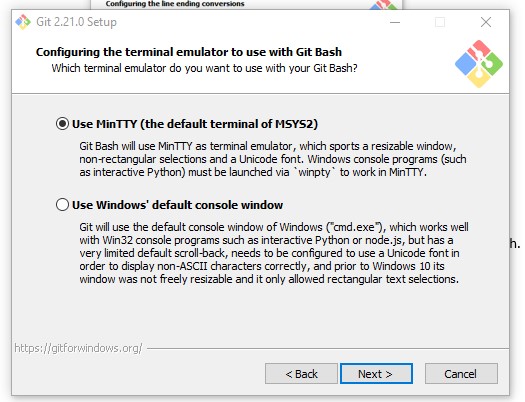 Configuring the line ending conversions
Git 2.21.0 Setup
Configuring the terminal emulator to use with Git Bash
Which terminal emulator do you want to use with your Git Bash?
Use MinTTY (the default terminal of MSYS2)
Git Bash will use MinTTY as terminal emulator, which sports a resizable window,
non-rectangular selections and a Unicode font. Windows console programs (such
as interactive Python) must be launched via `winpty` to work in MinTTY.
Use Windows' default console window
Git will use the default console window of Windows ("cmd.exe"), which works well
with Win32 console programs such as interactive Python or node.js, but has a
very limited default scroll-back, needs to be configured to use a Unicode font in
order to display non-ASCII characters correctly, and prior to Windows 10 its
window was not freely resizable and it only allowed rectangular text selections.
h.
https://gitforwindows.org/
< Back
Next >
Cancel